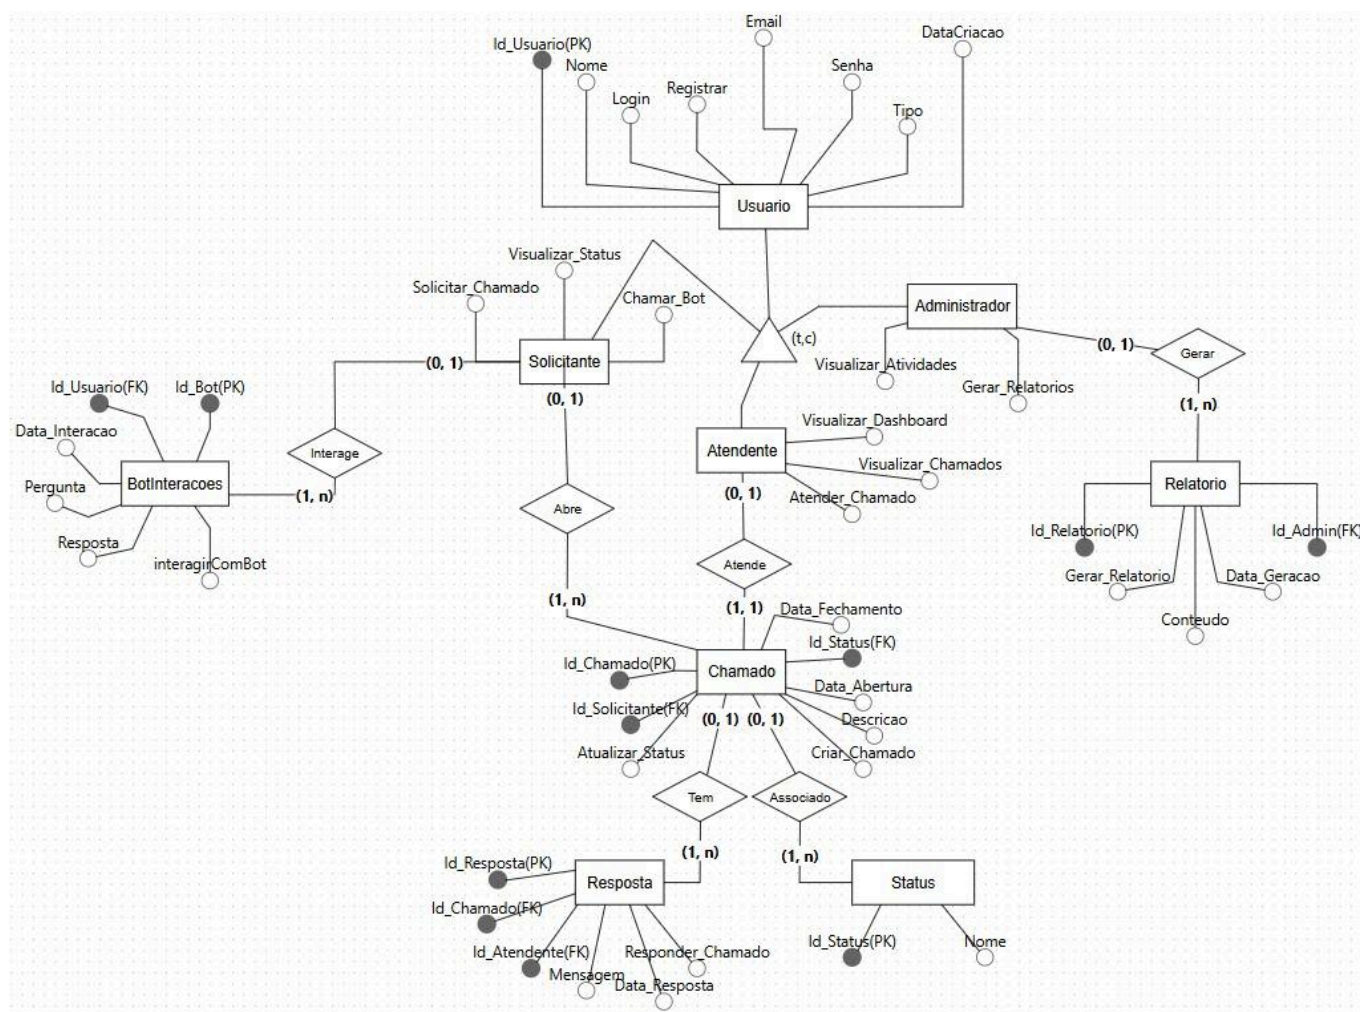 Email
DataCriacao
Id_Usuario(PK)
Nome
Senha
Registrar
Login
Tipo
Usuario
Visualizar_Status
Solicitar_Chamado
Chamar_Bot
Administrador
(t,c)
(0, 1)
Gerar
Solicitante
(0, 1)
Visualizar_Atividades
Gerar_Relatorios
(0, 1)
(1, n)
Id_Usuario(FK)
Id_Bot(PK)
Data_Interacao
Interage
Visualizar_Dashboard
Atendente
Visualizar_Chamados
BotInteracoes
Relatorio
Pergunta
(1, n)
(0, 1)
Atender_Chamado
Abre
Resposta
interagirComBot
Id_Relatorio(PK)
Id_Admin(FK)
Atende
Gerar_Relatorio
Data_Geracao
(1, n)
(1, 1)
Data_Fechamento
Conteudo
Id_Status(FK)
Id_Chamado(PK)
Chamado
Data_Abertura
Id_Solicitante(FK)
(0, 1)
(0, 1)
Descricao
Atualizar_Status
Criar_Chamado
Tem
Associado
(1, n)
(1, n)
Id_Resposta(PK)
Resposta
Status
Id_Chamado(FK)
Id_Atendente(FK)
Responder_Chamado
Id_Status(PK)
Nome
Mensagem
Data_Resposta